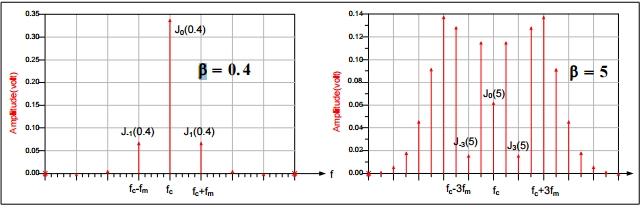 0.35
0.30
0.25
0.20
0.15
0.10
0.05
0.00
Amplitude(volt)
J0(0.4)
β = 0.4
J-1(0.4)
J1(0.4)
fc-fm
fc
fc+fm
f
0.14
0.12
0.10
0.08
0.06
0.04
0.02
0.00
Amplitude(volt)
β = 5
J0(5)
J-3(5)
J3(5)
fc-3fm
fc
fc+3fm
f